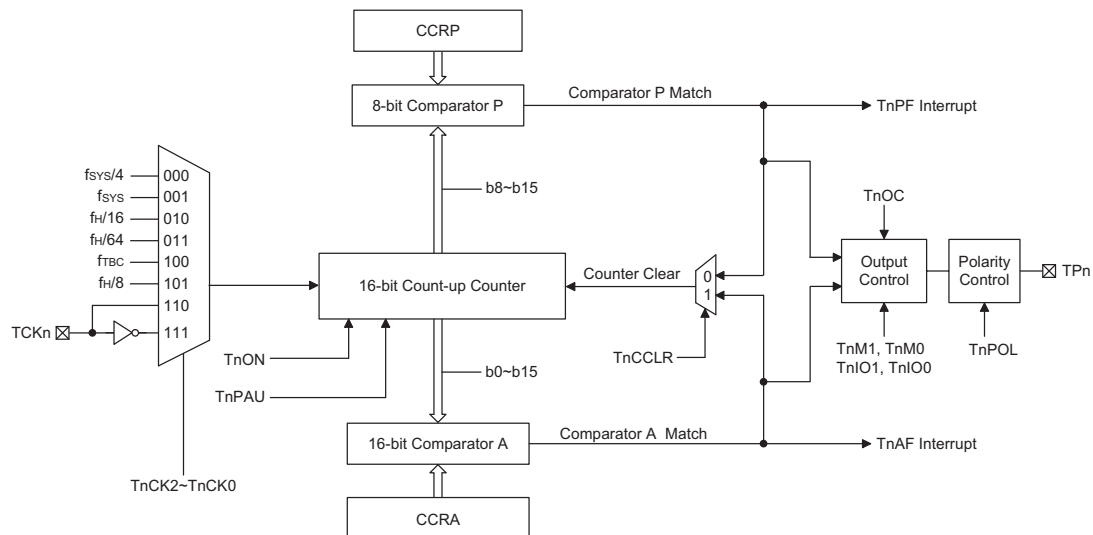 CCRP
8-bit Comparator P
Comparator P Match
TnPF Interrupt
b8~b15
fSYS/4
000
fSYS
001
fH/16
010
fH/64
011
fTBC
100
fH/8
101
110
TCKn
111
TnCK2~TnCK0
16-bit Count-up Counter
Counter Clear
0
1
TnCCLR
TnOC
Output
Control
Polarity
Control
TPn
TnM1, TnM0
TnIO1, TnIO0
TnPOL
TnON
TnPAU
b0~b15
16-bit Comparator A
Comparator A Match
TnAF Interrupt
CCRA